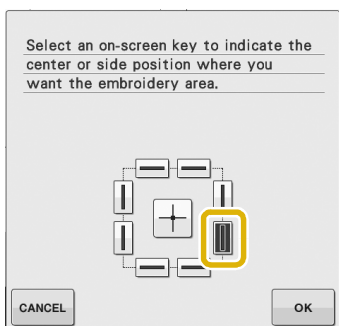 Select an on-screen key to indicate the
center or side position where you
want the embroidery area.
CANCEL
OK